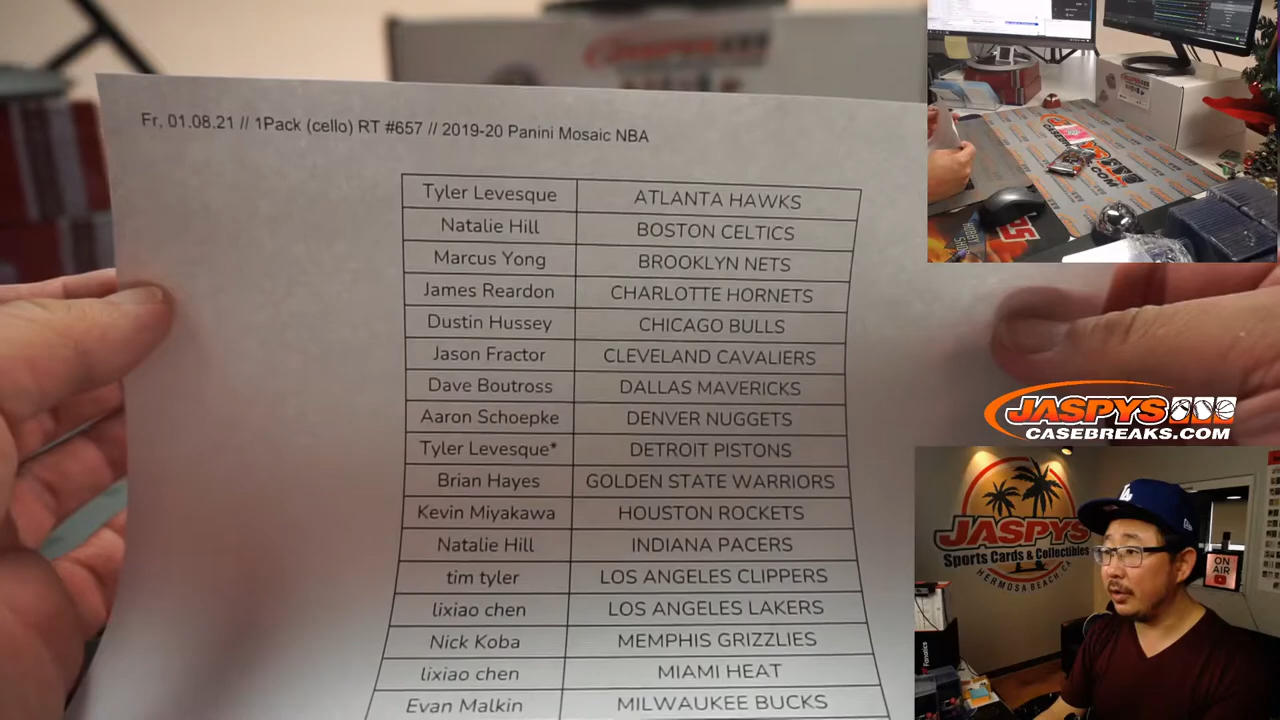 Fr, 01.08.21 // 1Pack (cello) RT #657 // 2019-20 Panini Mosaic NBA
Tyler Levesque ATLANTA HAWKS
Natalie Hill BOSTON CELTICS
Marcus Yong BROOKLYN NETS
James Reardon CHARLOTTE HORNETS
Dustin Hussey CHICAGO BULLS
Jason Fractor CLEVELAND CAVALIERS
Dave Boutross DALLAS MAVERICKS
Aaron Schoepke DENVER NUGGETS
Tyler Levesque* DETROIT PISTONS
Brian Hayes GOLDEN STATE WARRIORS
Kevin Miyakawa HOUSTON ROCKETS
Natalie Hill INDIANA PACERS
tim tyler LOS ANGELES CLIPPERS
lixiao chen LOS ANGELES LAKERS
Nick Koba MEMPHIS GRIZZLIES
lixiao chen MIAMI HEAT
Evan Malkin MILWAUKEE BUCKS
JASPYS
JASPYS
CASEBREAKS.COM
JASPYS
Sports Cards & Collectibles
HERMOSA BEACH, CA
LA
ON
AIR
Fanatics